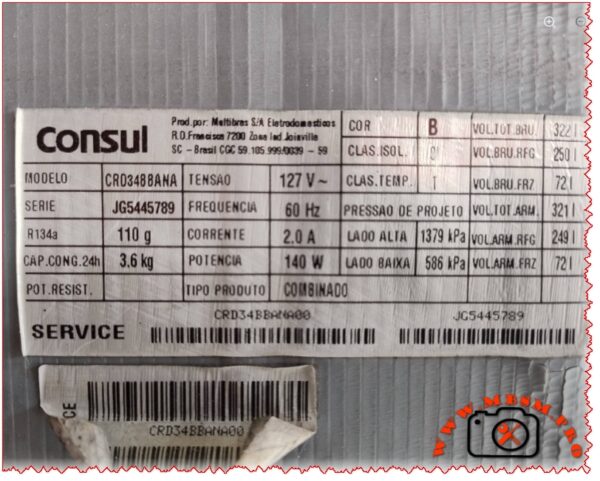 consul
Prod.por: Multibras S/A Eletrodomesticos
R.D.Francisca 7200 Zona Ind Joinville
SC - Brasil CGC 59.105.999/0039 - 59
COR B VOL.TOT.BRU. 322 l
CLAS.ISOL. VOL.BRU.RFG 250 l
MODELO CRD34BBANA TENSAO 127 V ~ CLAS.TEMP. T VOL.BRU.FRZ 72 l
SERIE JG5445789 FREQUENCIA 60 Hz PRESSAO DE PROJETO VOL.TOT.ARM. 321 l
R134a 110 g CORRENTE 2.0 A LADO ALTA 1379 kPa VOL.ARM.RFG 249 l
CAP.CONG.24h 3.6 kg POTENCIA 140 W LADO BAIXA 586 kPa VOL.ARM.FRZ 72 l
POT.RESIST. TIPO PRODUTO COMBINADO
CRD34BBANA00 JG5445789
SERVICE
CE
CRD34BBANA00
WWW.MBSM.PRO